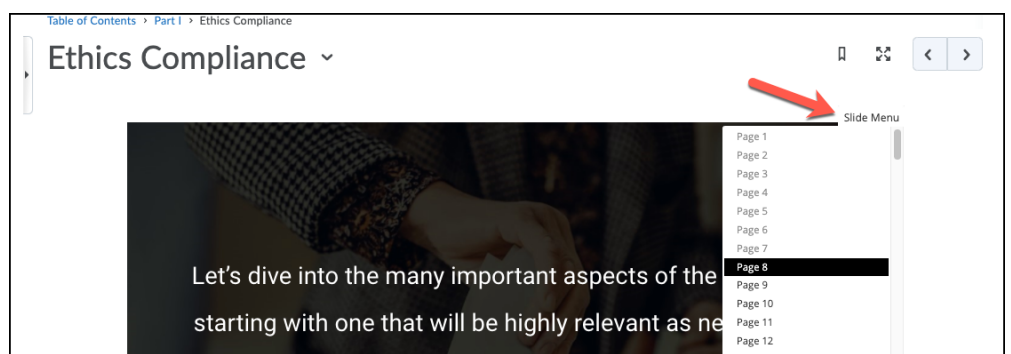 Table of Contents › Part I › Ethics Compliance
Ethics Compliance
Slide Menu
Page 1
Page 2
Page 3
Page 4
Page 5
Page 6
Page 7
Page 8
Page 9
Page 10
Page 11
Page 12
Let's dive into the many important aspects of the
starting with one that will be highly relevant as ne